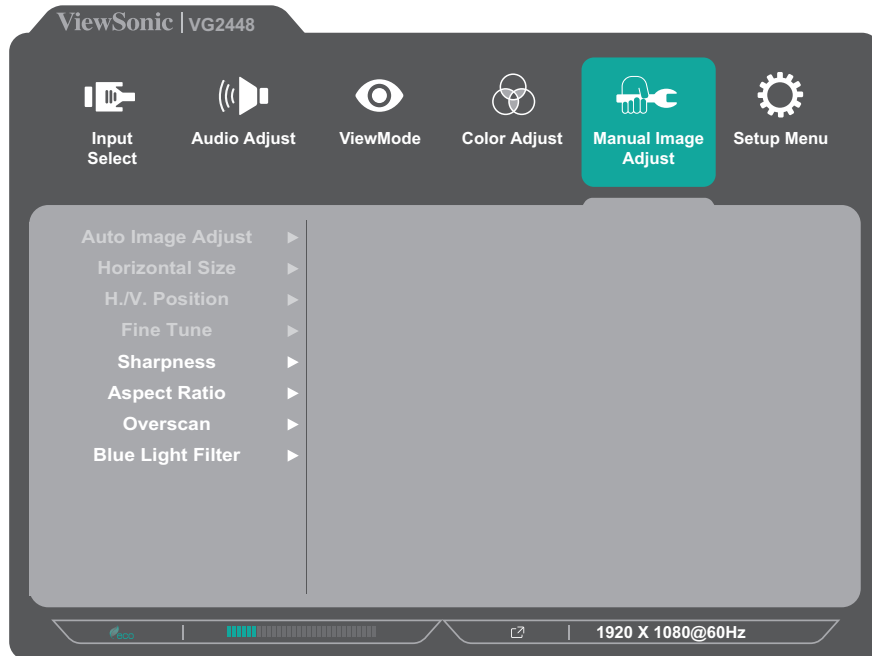 ViewSonic | VG2448
Input
Select
Audio Adjust
ViewMode
Color Adjust
Manual Image
Adjust
Setup Menu
Auto Image Adjust
Horizontal Size
H./V. Position
Fine Tune
Sharpness
Aspect Ratio
Overscan
Blue Light Filter
eco
1920 X 1080@60Hz